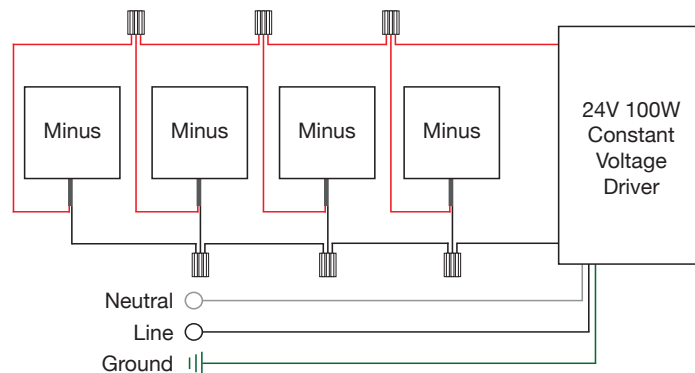 Minus
Minus
Minus
Minus
24V 100W
Constant
Voltage
Driver
Neutral
Line
Ground